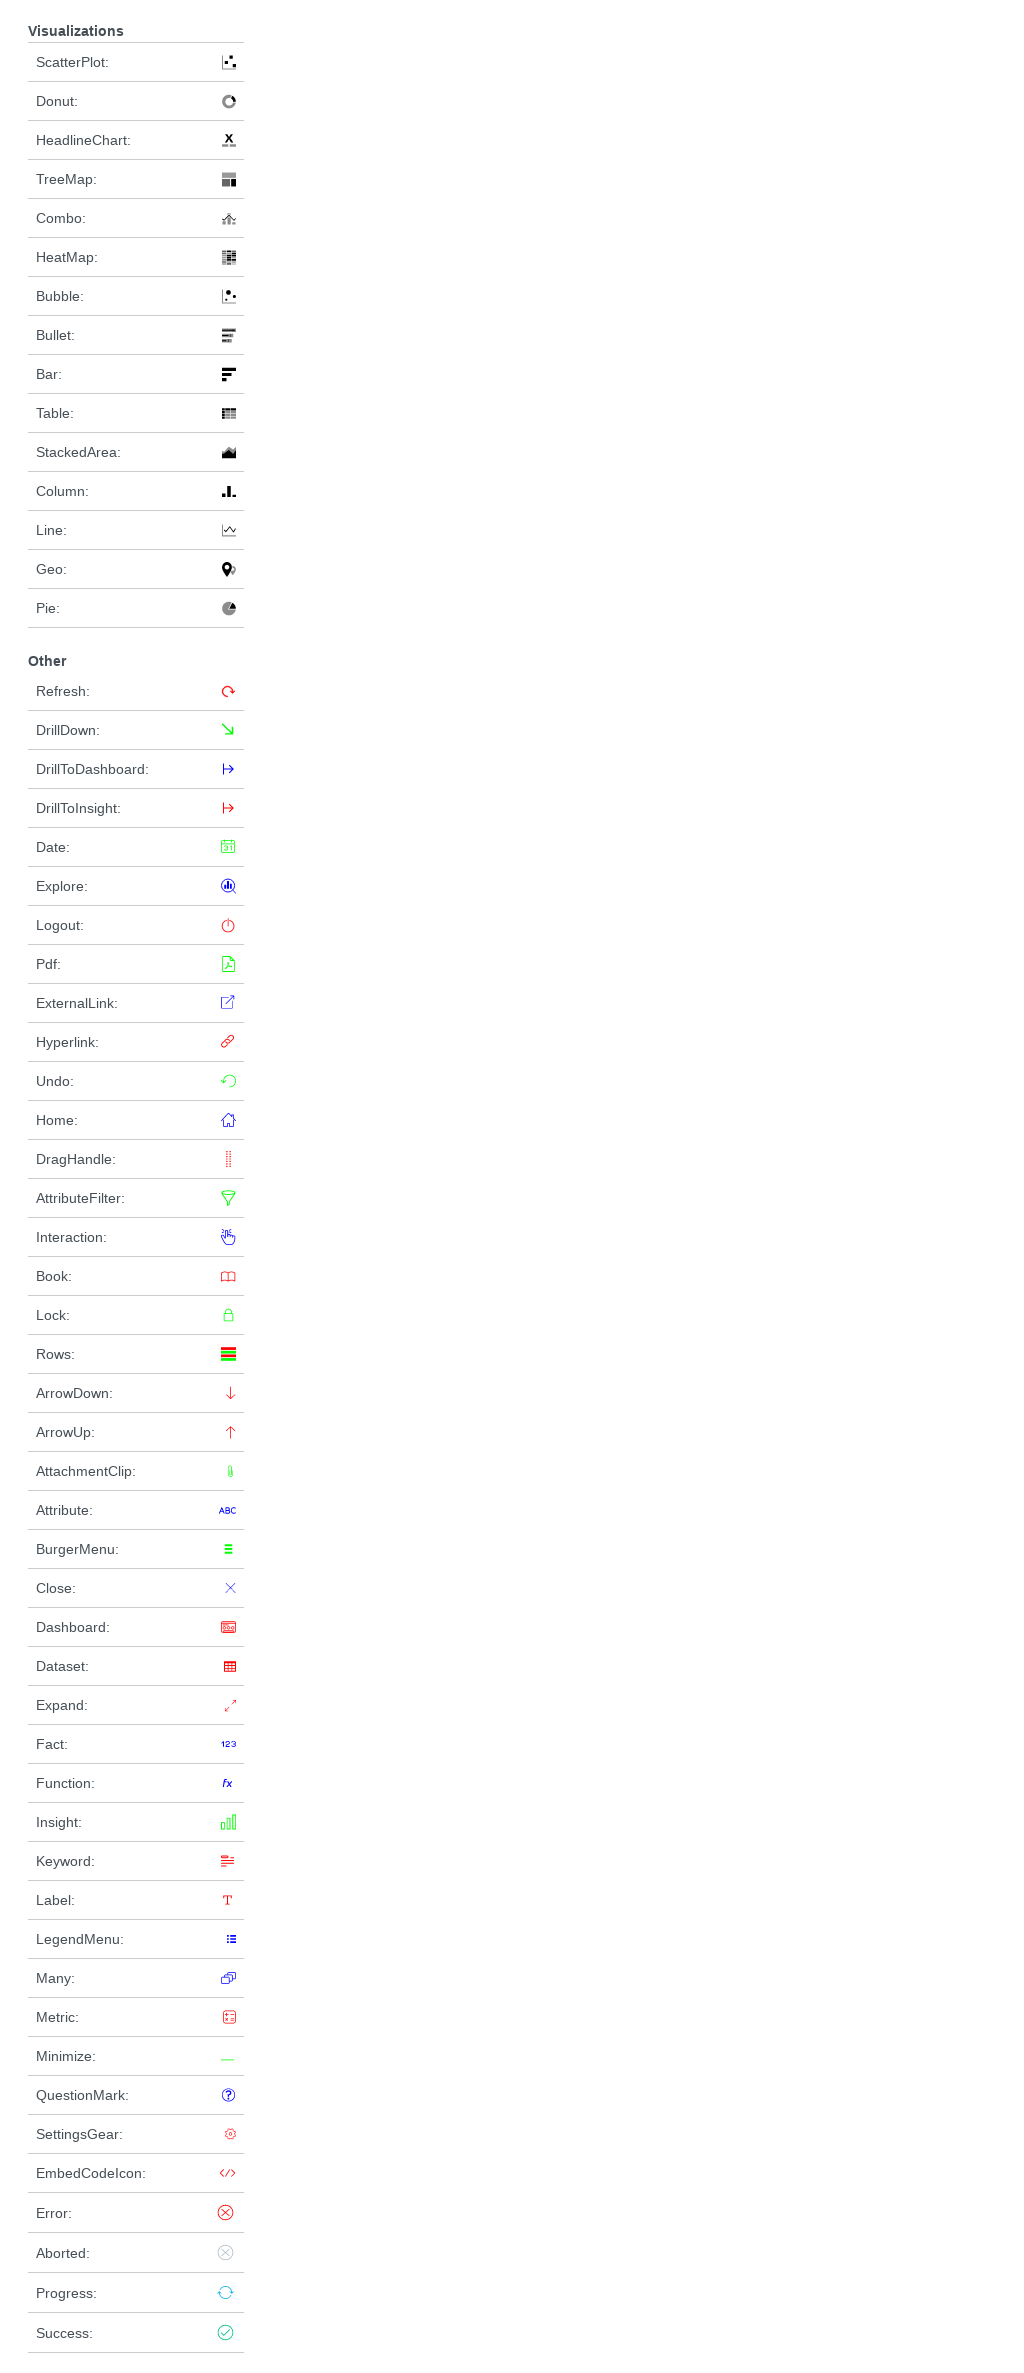 Visualizations
ScatterPlot:
Donut:
HeadlineChart:
TreeMap:
Combo:
HeatMap:
Bubble:
Bullet:
Bar:
Table:
StackedArea:
Column:
Line:
Geo:
Pie:
Other
Refresh:
DrillDown:
DrillToDashboard:
DrillToInsight:
Date:
Explore:
Logout:
Pdf:
ExternalLink:
Hyperlink:
Undo:
Home:
DragHandle:
AttributeFilter:
Interaction:
Book:
Lock:
Rows:
ArrowDown:
ArrowUp:
AttachmentClip:
Attribute: ABC
BurgerMenu:
Close:
Dashboard:
Dataset:
Expand:
Fact: 123
Function: fx
Insight:
Keyword:
Label: T
LegendMenu:
Many:
Metric:
Minimize:
QuestionMark: ?
SettingsGear:
EmbedCodeIcon: </>
Error:
Aborted:
Progress:
Success: